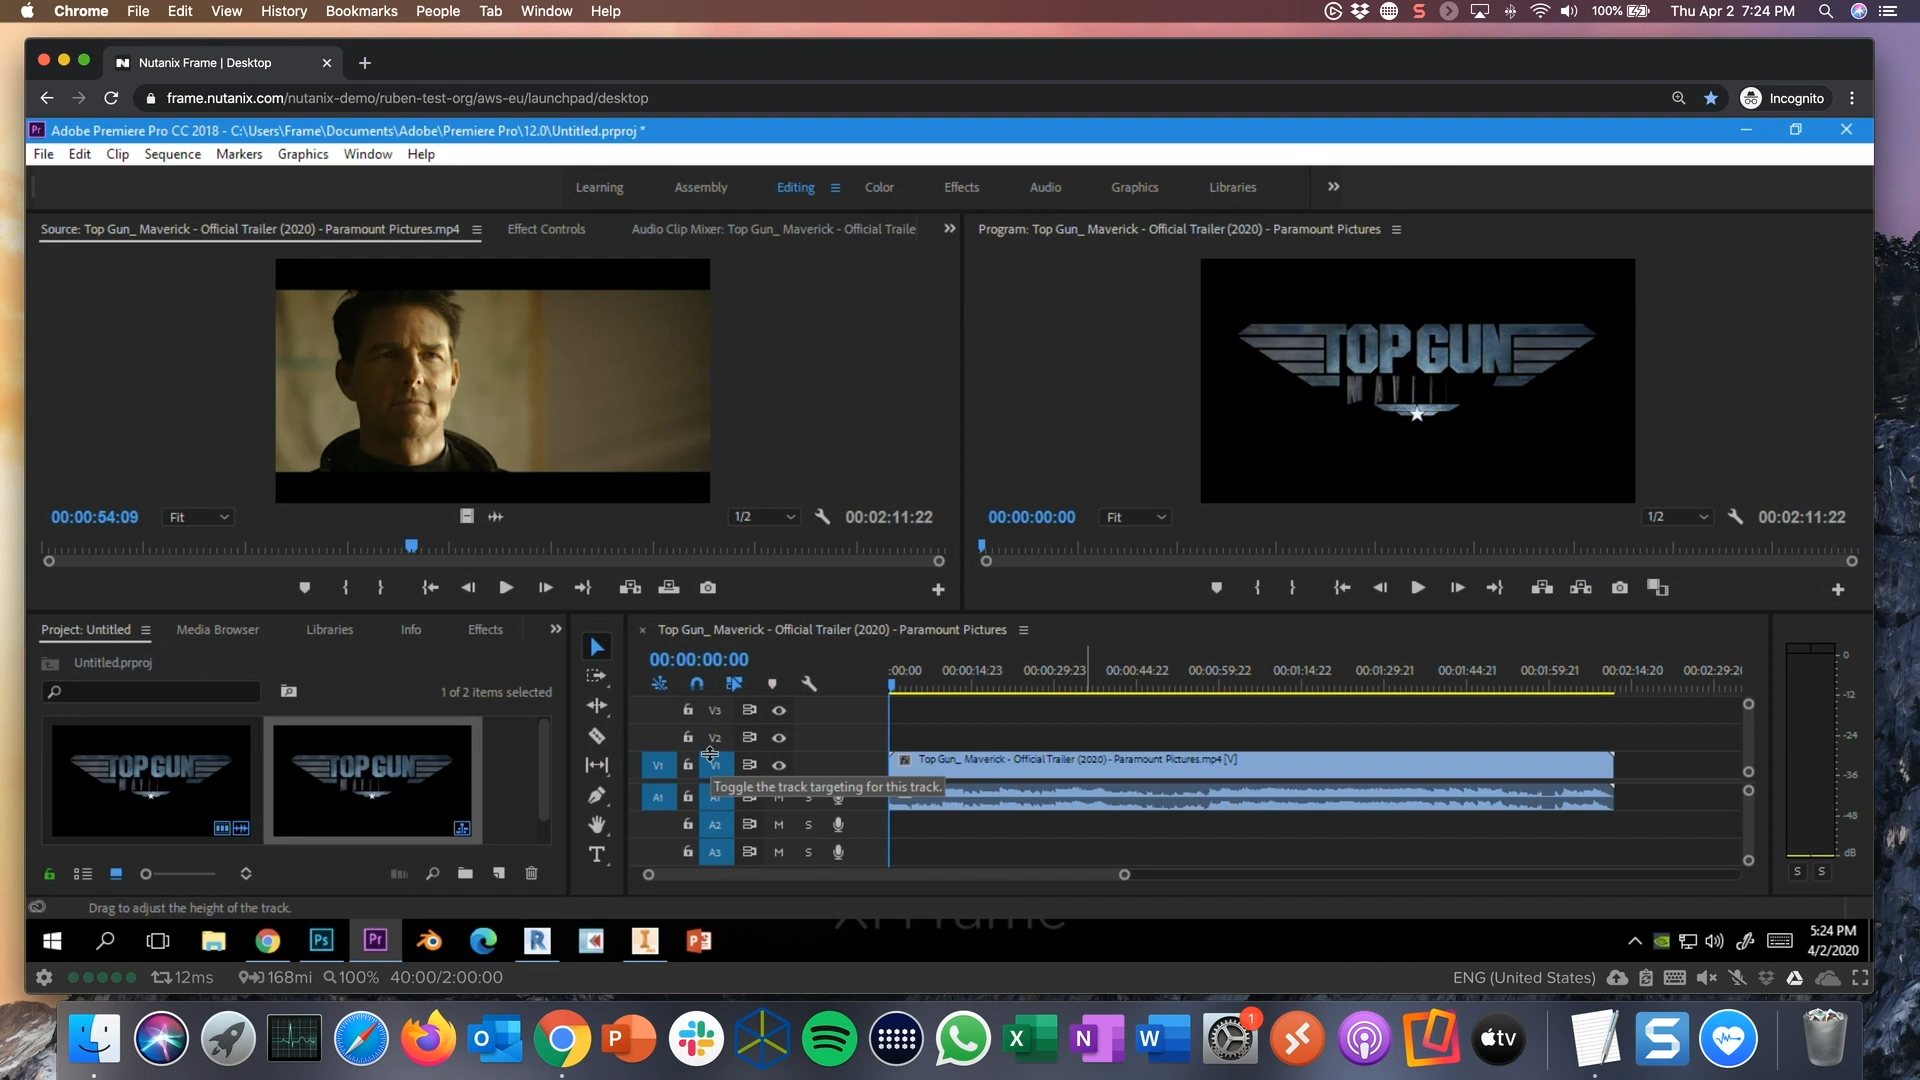 Chrome File Edit View History Bookmarks People Tab Window Help
100% Thu Apr 2 7:24 PM
Nutanix Frame | Desktop
frame.nutanix.com/nutanix-demo/ruben-test-org/aws-eu/launchpad/desktop
Incognito
Pr Adobe Premiere Pro CC 2018 - C:\Users\Frame\Documents\Adobe\Premiere Pro\12.0\Untitled.prproj *
File Edit Clip Sequence Markers Graphics Window Help
Learning Assembly Editing Color Effects Audio Graphics Libraries
Source: Top Gun_ Maverick - Official Trailer (2020) - Paramount Pictures.mp4 Effect Controls Audio Clip Mixer: Top Gun_ Maverick - Official Traile
Program: Top Gun_ Maverick - Official Trailer (2020) - Paramount Pictures
TOP GUN
00:00:54:09 Fit 1/2 00:02:11:22
00:00:00:00 Fit 1/2 00:02:11:22
Project: Untitled Media Browser Libraries Info Effects
Untitled.prproj
1 of 2 items selected
TOP GUN
TOP GUN
× Top Gun_ Maverick - Official Trailer (2020) - Paramount Pictures
00:00:00:00
:00:00 00:00:14:23 00:00:29:23 00:00:44:22 00:00:59:22 00:01:14:22 00:01:29:21 00:01:44:21 00:01:59:21 00:02:14:20 00:02:29:20
V3
V2
V1 V1 Top Gun_ Maverick - Official Trailer (2020) - Paramount Pictures.mp4 [V]
Toggle the track targeting for this track.
A1 A1 M S
A2 M S
A3 M S
0
-12
-24
-36
-48
dB
S S
Drag to adjust the height of the track.
5:24 PM
4/2/2020
12ms 168mi 100% 40:00/2:00:00
ENG (United States)
1
tv